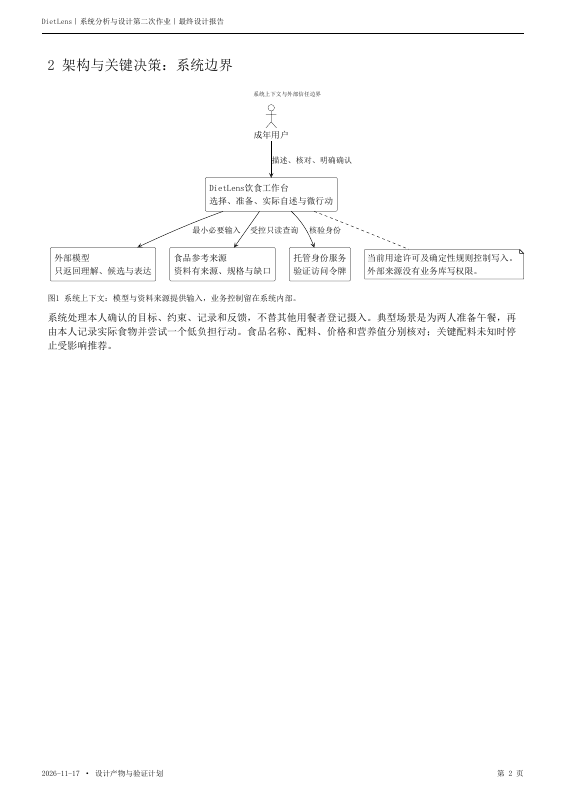 DietLens | 系统分析与设计第二次作业 | 最终设计报告
2 架构与关键决策：系统边界
系统上下文与外部信任边界
成年用户
描述、核对、明确确认
DietLens饮食工作台
选择、准备、实际自述与微行动
最小必要输入
受控只读查询
核验身份
外部模型
只返回理解、候选与表达
食品参考来源
资料有来源、规格与缺口
托管身份服务
验证访问令牌
当前用途许可及确定性规则控制写入。
外部来源没有业务库写权限。
图1 系统上下文：模型与资料来源提供输入，业务控制留在系统内部。
系统处理本人确认的目标、约束、记录和反馈，不替其他用餐者登记摄入。典型场景是为两人准备午餐，再
由本人记录实际食物并尝试一个低负担行动。食品名称、配料、价格和营养值分别核对；关键配料未知时停
止受影响推荐。
2026-11-17 • 设计产物与验证计划
第 2 页